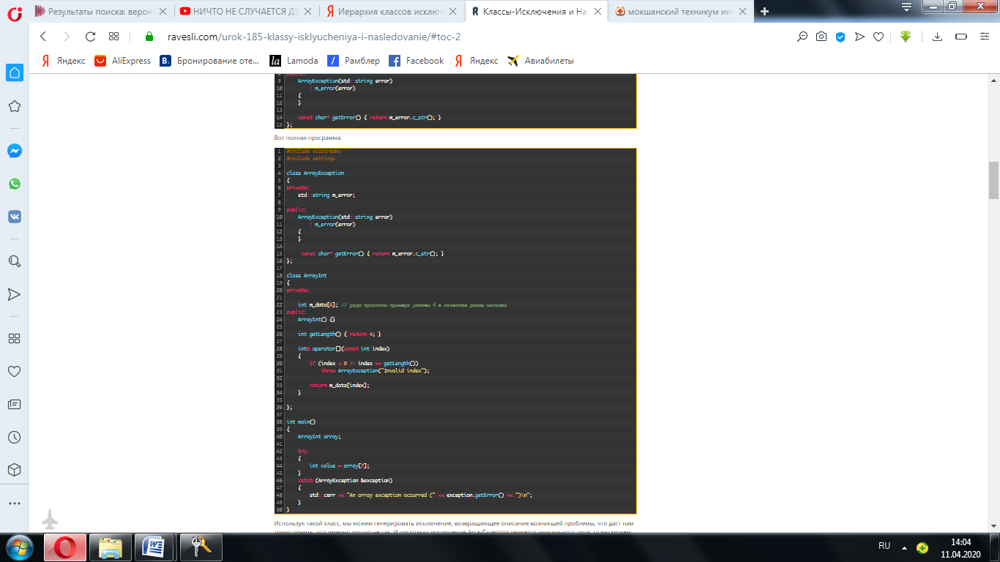 Результаты поиска: верон
НИЧТО НЕ СЛУЧАЕТСЯ ДВ
Иерархия классов исключ
Классы-Исключения и На
мокшанский техникум инт
ravesli.com/urok-185-klassy-isklyucheniya-i-nasledovanie/#toc-2
Яндекс AliExpress Бронирование оте... Lamoda Рамблер Facebook Яндекс Авиабилеты
8 public:
9 ArrayException(std::string error)
10 : m_error(error)
11 {
12 }
13
14 const char* getError() { return m_error.c_str(); }
15 };
Вот полная программа:
1 #include <iostream>
2 #include <string>
3
4 class ArrayException
5 {
6 private:
7 std::string m_error;
8
9 public:
10 ArrayException(std::string error)
11 : m_error(error)
12 {
13 }
14
15 const char* getError() { return m_error.c_str(); }
16 };
17
18 class ArrayInt
19 {
20 private:
21
22 int m_data[4]; // ради простоты примера укажем 4 в качестве длины массива
23 public:
24 ArrayInt() {}
25
26 int getLength() { return 4; }
27
28 int& operator[](const int index)
29 {
30 if (index < 0 || index >= getLength())
31 throw ArrayException("Invalid index");
32
33 return m_data[index];
34 }
35
36 };
37
38 int main()
39 {
40 ArrayInt array;
41
42 try
43 {
44 int value = array[7];
45 }
46 catch (ArrayException &exception)
47 {
48 std::cerr << "An array exception occurred (" << exception.getError() << ")\n";
49 }
50 }
Используя такой класс, мы можем генерировать исключение, возвращающее описание возникшей проблемы, что даст нам
RU
14:04
11.04.2020